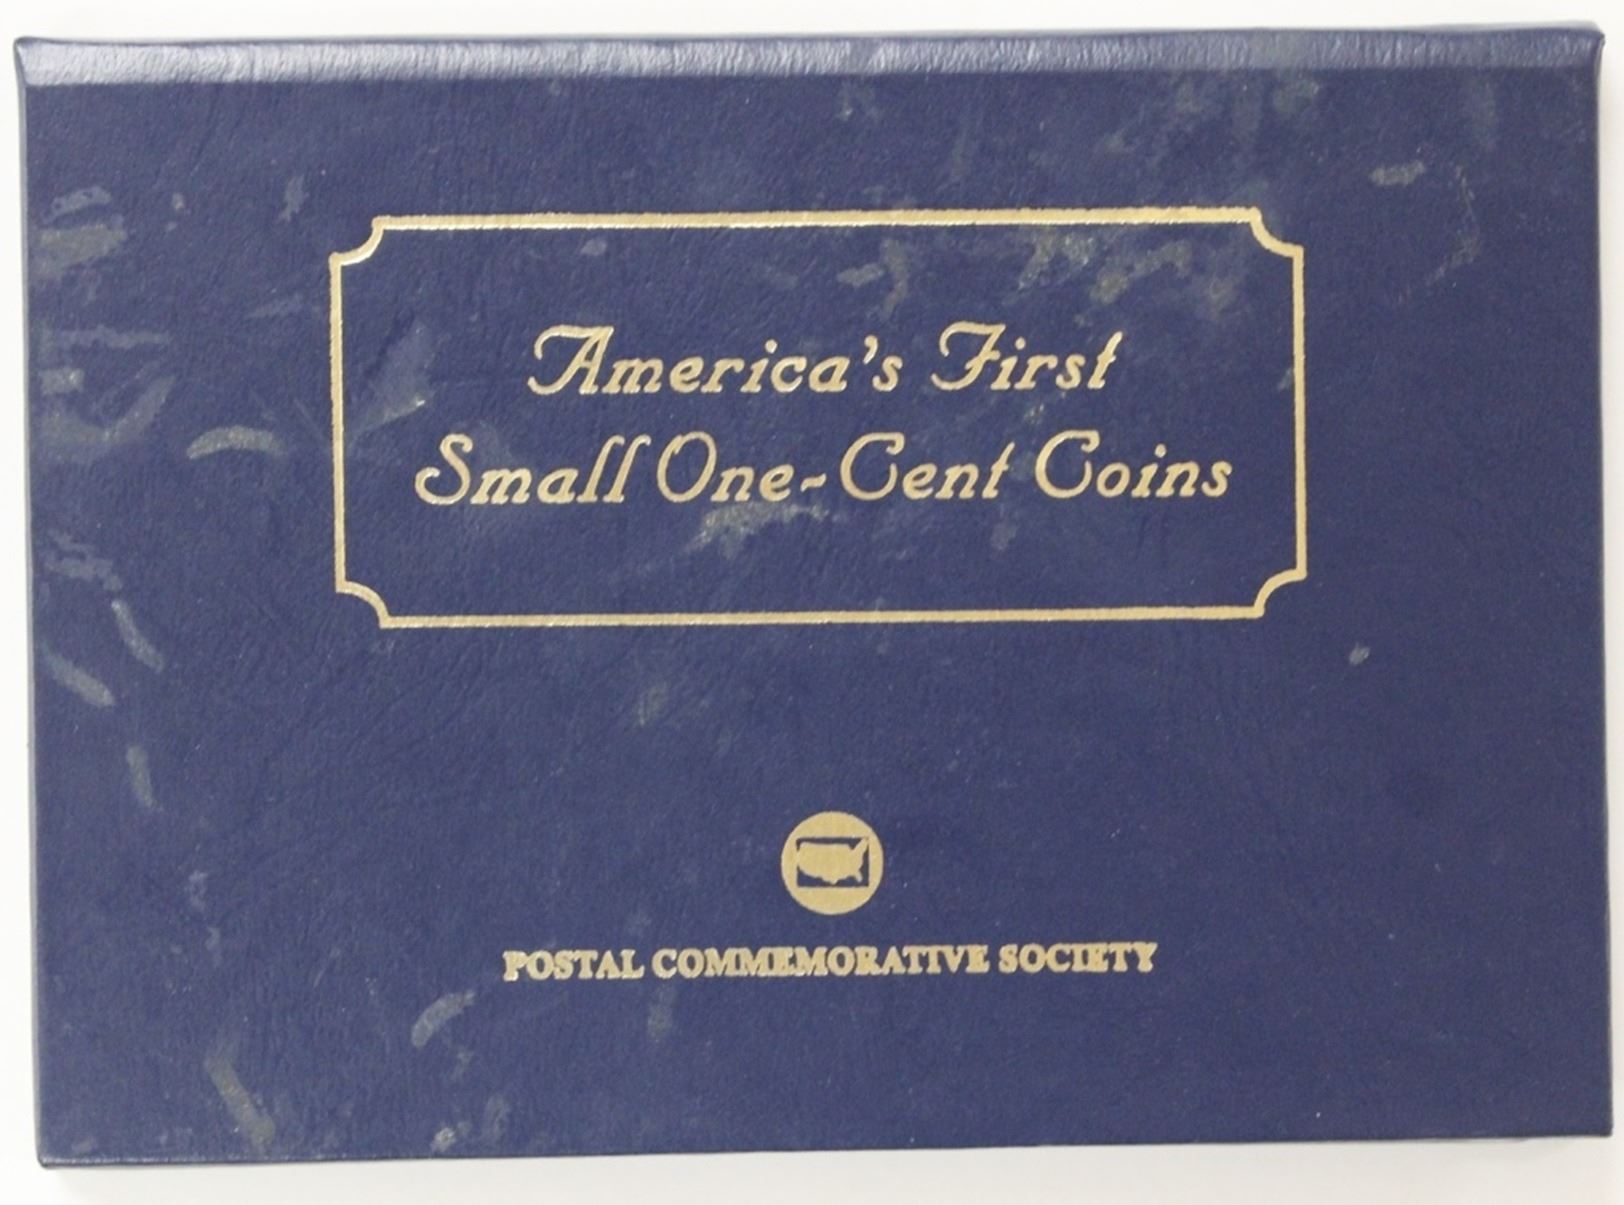 America's First
Small One-Cent Coins
POSTAL COMMEMORATIVE SOCIETY